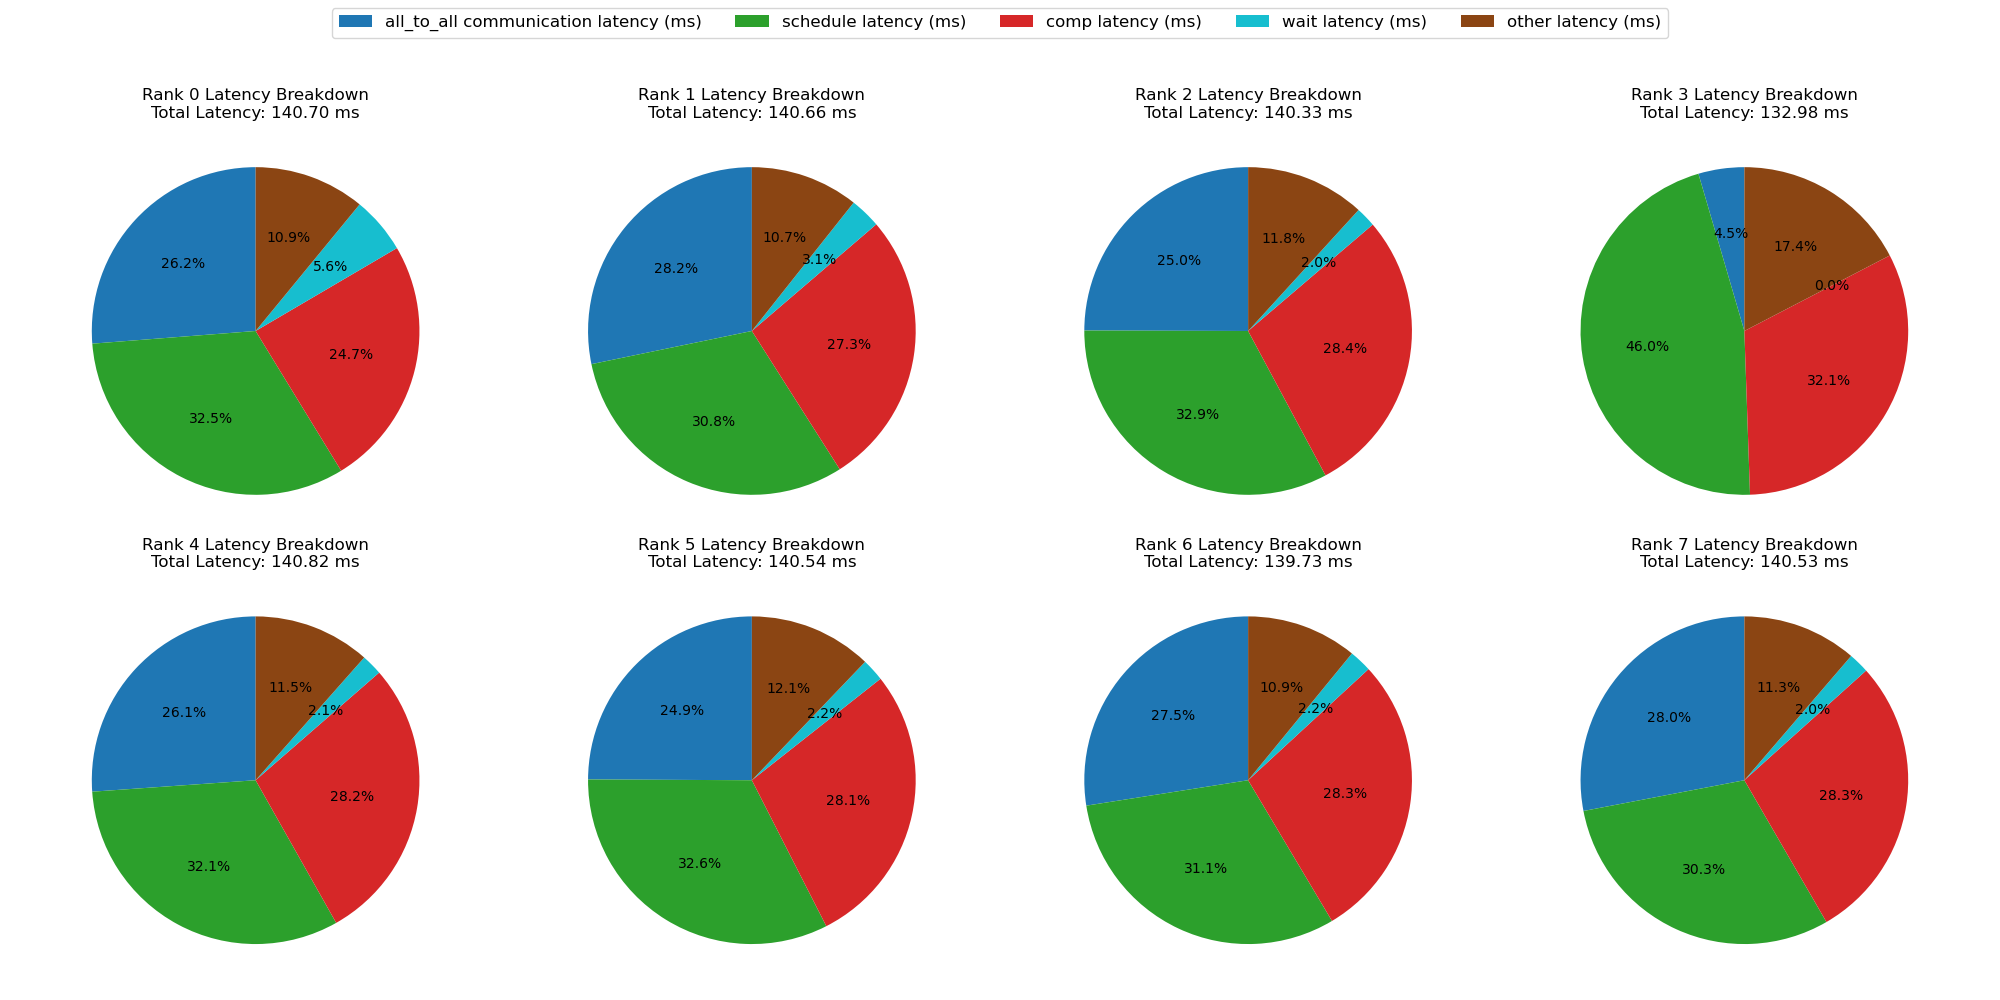 all_to_all communication latency (ms) schedule latency (ms) comp latency (ms) wait latency (ms) other latency (ms)
Rank 0 Latency Breakdown
Total Latency: 140.70 ms
10.9%
5.6%
26.2%
24.7%
32.5%
Rank 1 Latency Breakdown
Total Latency: 140.66 ms
10.7%
3.1%
28.2%
27.3%
30.8%
Rank 2 Latency Breakdown
Total Latency: 140.33 ms
11.8%
2.0%
25.0%
28.4%
32.9%
Rank 3 Latency Breakdown
Total Latency: 132.98 ms
4.5%
17.4%
0.0%
46.0%
32.1%
Rank 4 Latency Breakdown
Total Latency: 140.82 ms
11.5%
2.1%
26.1%
28.2%
32.1%
Rank 5 Latency Breakdown
Total Latency: 140.54 ms
12.1%
2.2%
24.9%
28.1%
32.6%
Rank 6 Latency Breakdown
Total Latency: 139.73 ms
10.9%
2.2%
27.5%
28.3%
31.1%
Rank 7 Latency Breakdown
Total Latency: 140.53 ms
11.3%
2.0%
28.0%
28.3%
30.3%